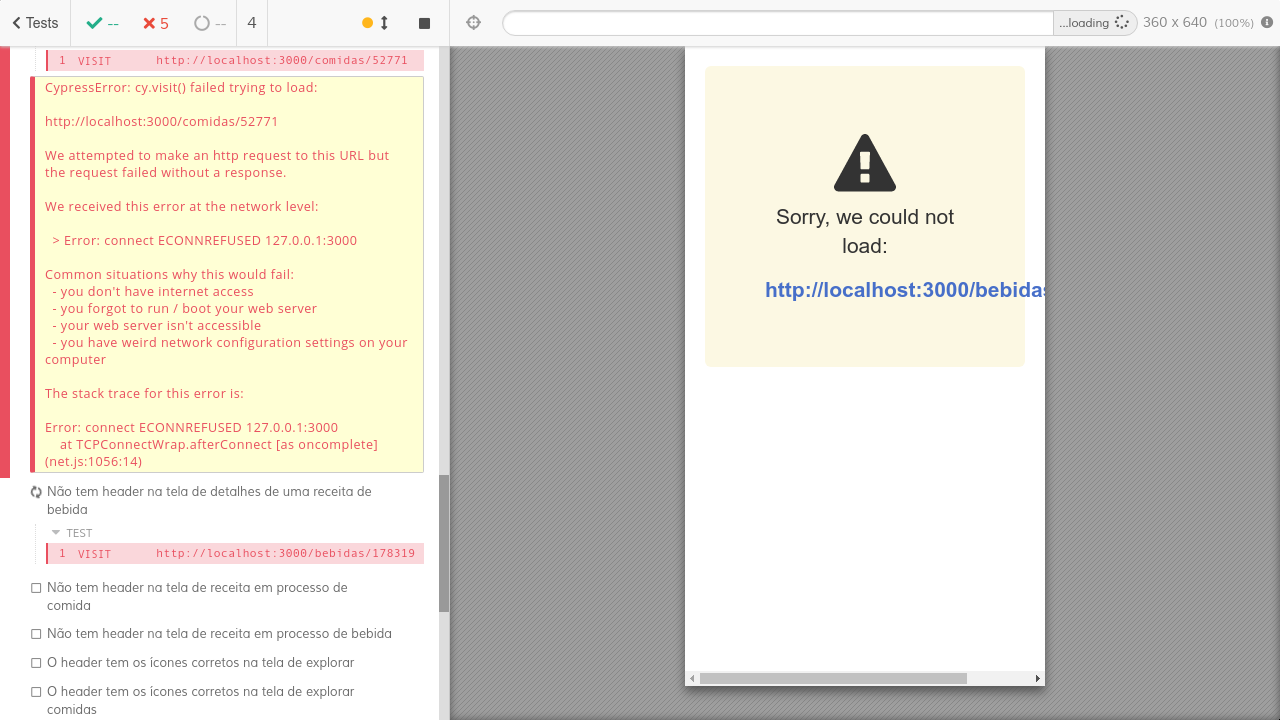 Tests
--
5
--
4
...loading
360 x 640 (100%)
1 VISIT http://localhost:3000/comidas/52771
CypressError: cy.visit() failed trying to load:
http://localhost:3000/comidas/52771
We attempted to make an http request to this URL but
the request failed without a response.
We received this error at the network level:
> Error: connect ECONNREFUSED 127.0.0.1:3000
Common situations why this would fail:
- you don't have internet access
- you forgot to run / boot your web server
- your web server isn't accessible
- you have weird network configuration settings on your
computer
The stack trace for this error is:
Error: connect ECONNREFUSED 127.0.0.1:3000
at TCPConnectWrap.afterConnect [as oncomplete]
(net.js:1056:14)
Não tem header na tela de detalhes de uma receita de
bebida
TEST
1 VISIT http://localhost:3000/bebidas/178319
Não tem header na tela de receita em processo de
comida
Não tem header na tela de receita em processo de bebida
O header tem os ícones corretos na tela de explorar
O header tem os ícones corretos na tela de explorar
comidas
Sorry, we could not
load:
http://localhost:3000/bebidas